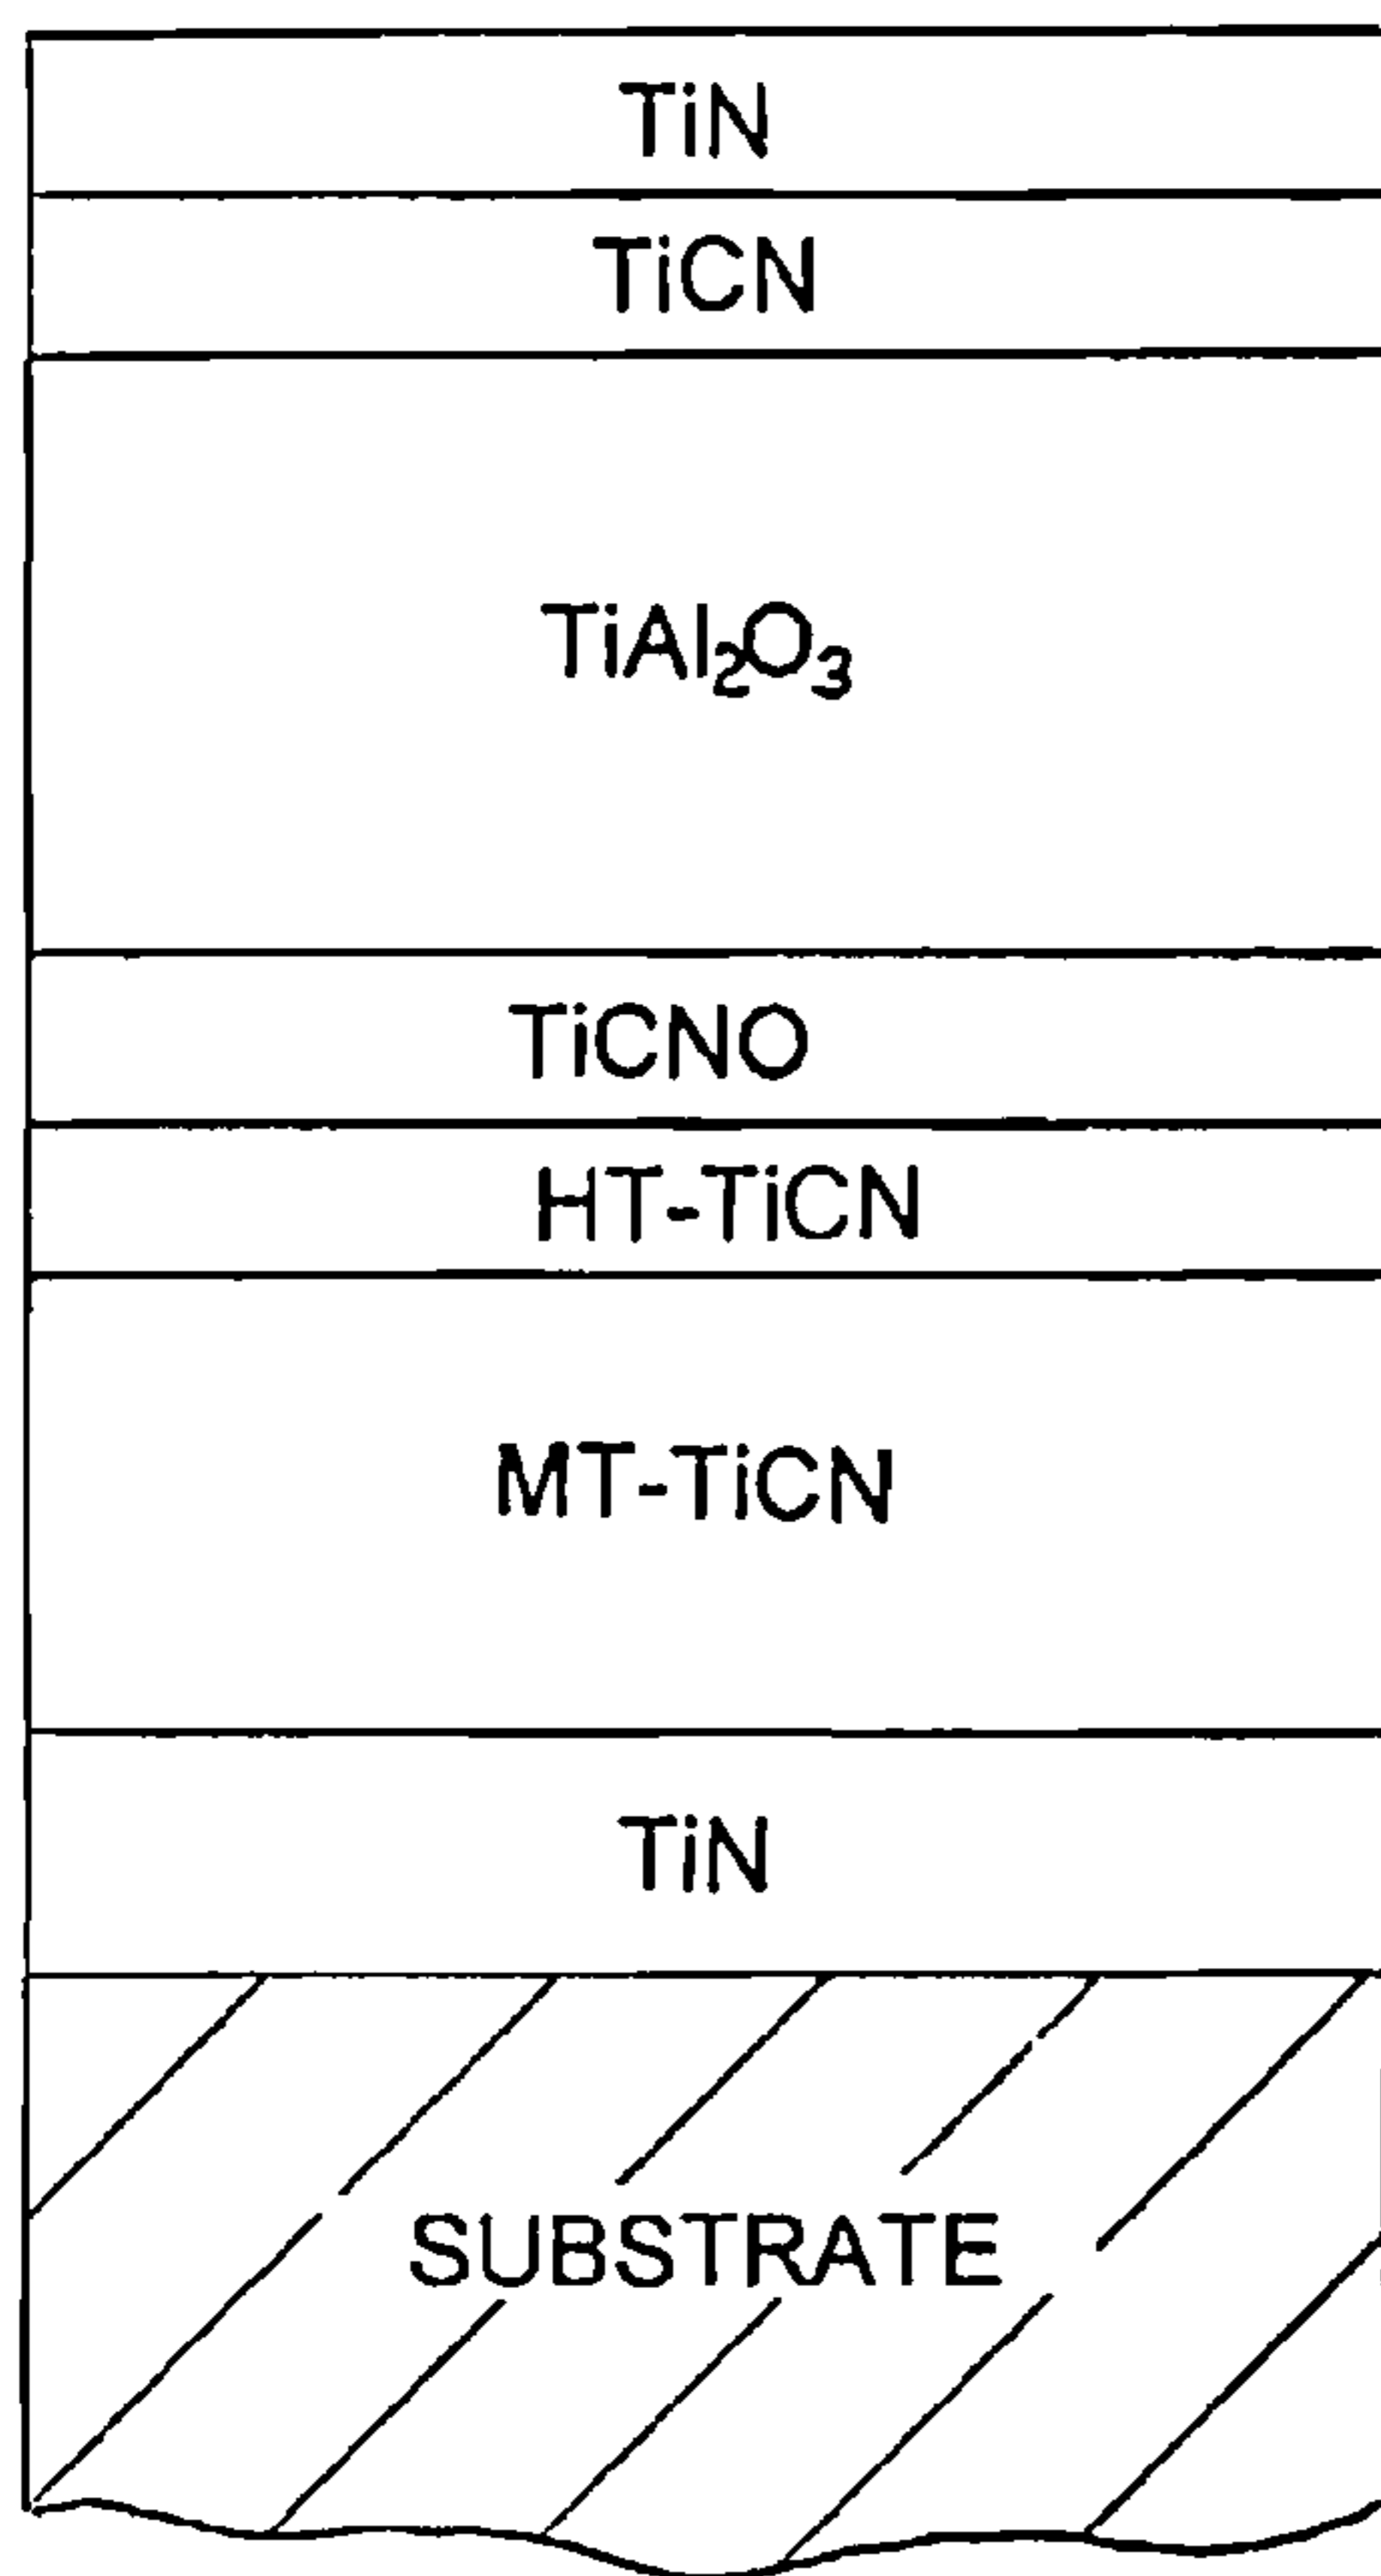 TiN
TiCN
TiAl₂O₃
TiCNO
HT-TiCN
MT-TiCN
TiN
SUBSTRATE